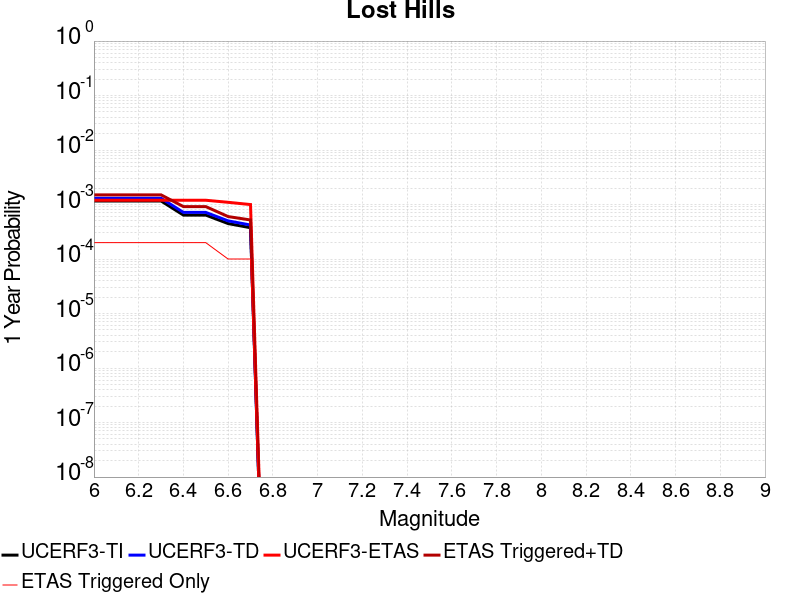 Lost Hills
10^0
10^-1
10^-2
10^-3
10^-4
10^-5
10^-6
10^-7
10^-8
1 Year Probability
6 6.2 6.4 6.6 6.8 7 7.2 7.4 7.6 7.8 8 8.2 8.4 8.6 8.8 9
Magnitude
UCERF3-TI UCERF3-TD UCERF3-ETAS ETAS Triggered+TD
ETAS Triggered Only